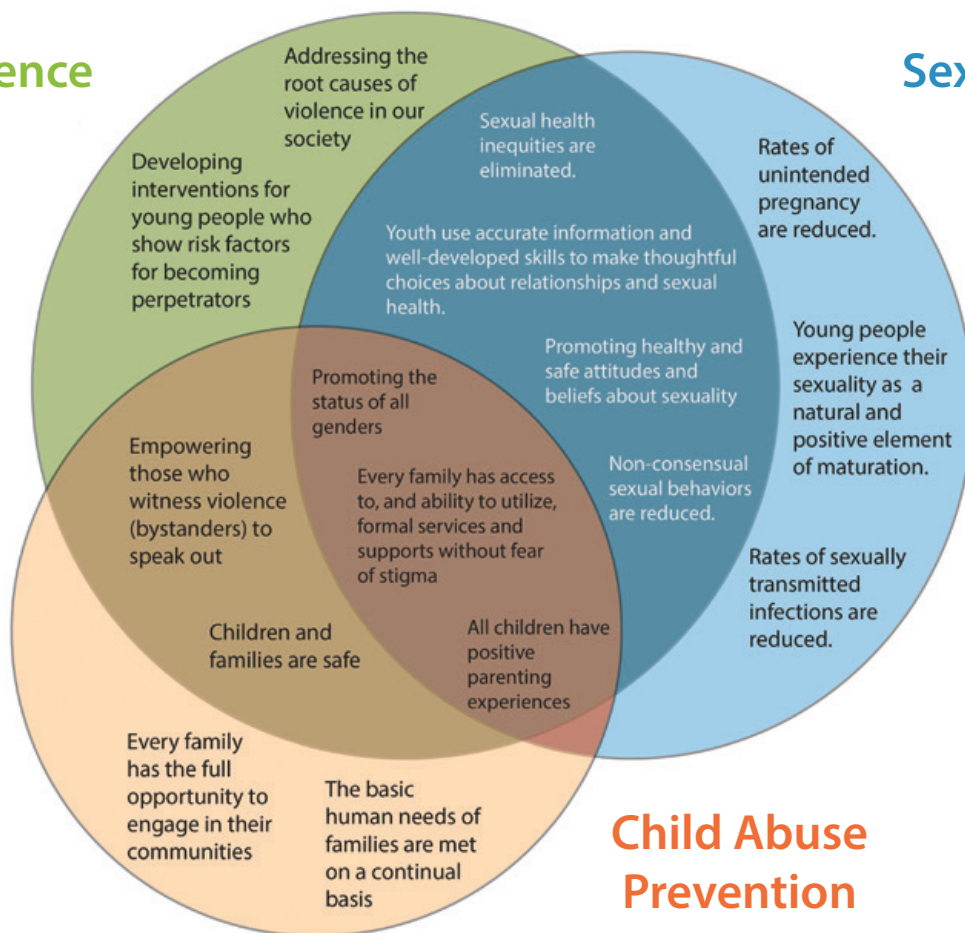 ence
Sex
Addressing the
root causes of
violence in our
society
Developing
interventions for
young people who
show risk factors
for becoming
perpetrators
Sexual health
inequities are
eliminated.
Youth use accurate information and
well-developed skills to make thoughtful
choices about relationships and sexual
health.
Promoting healthy and
safe attitudes and
beliefs about sexuality
Non-consensual
sexual behaviors
are reduced.
Rates of
unintended
pregnancy
are reduced.
Young people
experience their
sexuality as a
natural and
positive element
of maturation.
Rates of sexually
transmitted
infections are
reduced.
Promoting the
status of all
genders
Every family has access
to, and ability to utilize,
formal services and
supports without fear
of stigma
All children have
positive
parenting
experiences
Empowering
those who
witness violence
(bystanders) to
speak out
Children and
families are safe
Every family
has the full
opportunity to
engage in their
communities
The basic
human needs of
families are met
on a continual
basis
Child Abuse
Prevention